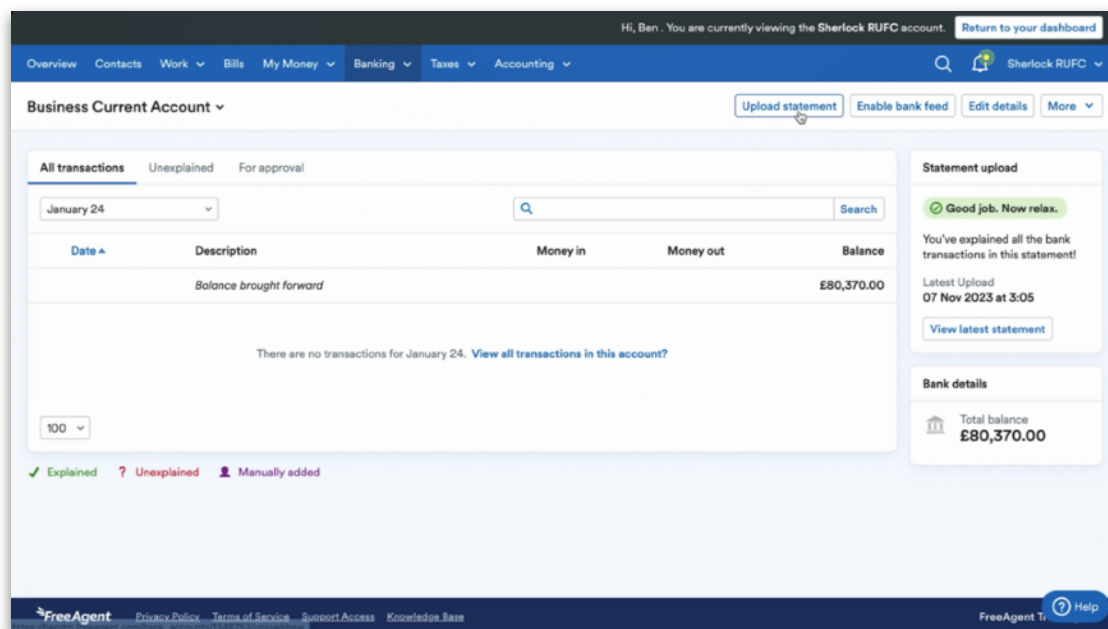 Hi, Ben . You are currently viewing the Sherlock RUFC account. Return to your dashboard
Overview Contacts Work Bills My Money Banking Taxes Accounting Sherlock RUFC
Business Current Account Upload statement Enable bank feed Edit details More
All transactions Unexplained For approval
January 24 Search
Date Description Money in Money out Balance
Balance brought forward £80,370.00
There are no transactions for January 24. View all transactions in this account?
100
Explained ? Unexplained Manually added
Statement upload
Good job. Now relax.
You've explained all the bank
transactions in this statement!
Latest Upload
07 Nov 2023 at 3:05
View latest statement
Bank details
Total balance
£80,370.00
FreeAgent Privacy Policy Terms of Service Support Access Knowledge Base FreeAgent
? Help